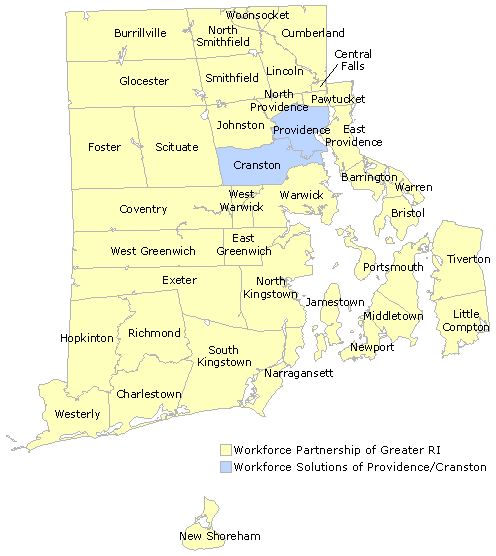 Woonsocket
Burrillville
North
Smithfield
Cumberland
Central
Falls
Glocester
Smithfield
Lincoln
North
Providence
Pawtucket
Johnston
Providence
East
Providence
Foster
Scituate
Cranston
Barrington
Warren
West
Warwick
Warwick
Coventry
Bristol
West Greenwich
East
Greenwich
Tiverton
Portsmouth
Exeter
North
Kingstown
Jamestown
Middletown
Little
Compton
Hopkinton
Richmond
South
Kingstown
Newport
Narragansett
Charlestown
Westerly
Workforce Partnership of Greater RI
Workforce Solutions of Providence/Cranston
New Shoreham